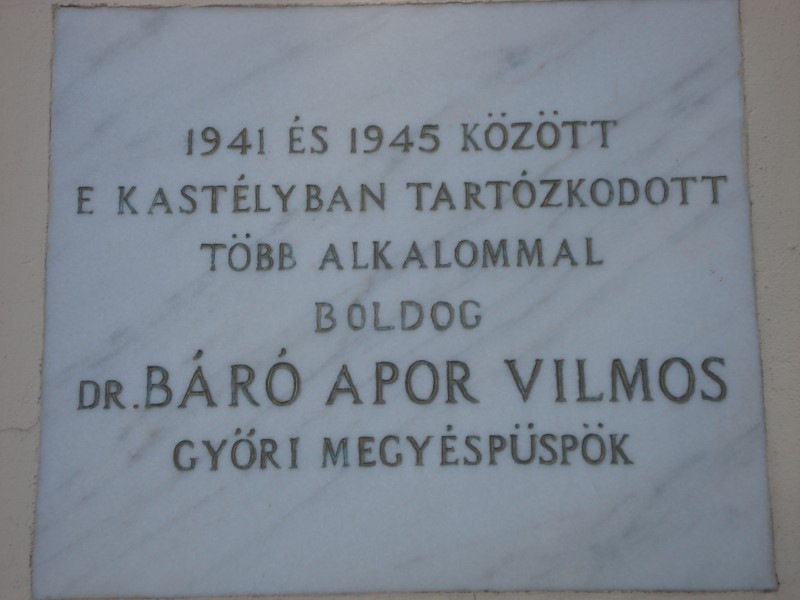 1941 ÉS 1945 KÖZÖTT
E KASTÉLYBAN TARTÓZKODOTT
TÖBB ALKALOMMAL
BOLDOG
DR. BÁRÓ APOR VILMOS
GYŐRI MEGYÉSPÜSPÖK